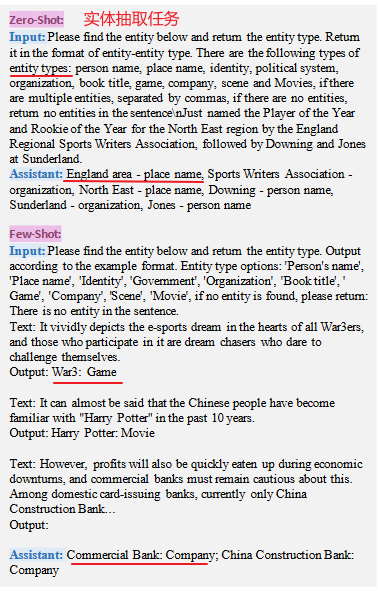 Zero-Shot: 实体抽取任务
Input: Please find the entity below and return the entity type. Return
it in the format of entity-entity type. There are the following types of
entity types: person name, place name, identity, political system,
organization, book title, game, company, scene and Movies, if there
are multiple entities, separated by commas, if there are no entities,
return no entities in the sentence\nJust named the Player of the Year
and Rookie of the Year for the North East region by the England
Regional Sports Writers Association, followed by Downing and Jones
at Sunderland.
Assistant: England area - place name, Sports Writers Association -
organization, North East - place name, Downing - person name,
Sunderland - organization, Jones - person name
Few-Shot:
Input: Please find the entity below and return the entity type. Output
according to the example format. Entity type options: 'Person's name',
'Place name', 'Identity', 'Government', 'Organization', 'Book title', '
Game', 'Company', 'Scene', 'Movie', if no entity is found, please return:
There is no entity in the sentence.
Text: It vividly depicts the e-sports dream in the hearts of all War3ers,
and those who participate in it are dream chasers who dare to
challenge themselves.
Output: War3: Game
Text: It can almost be said that the Chinese people have become
familiar with "Harry Potter" in the past 10 years.
Output: Harry Potter: Movie
Text: However, profits will also be quickly eaten up during economic
downturns, and commercial banks must remain cautious about this.
Among domestic card-issuing banks, currently only China
Construction Bank…
Output:
Assistant: Commercial Bank: Company; China Construction Bank:
Company